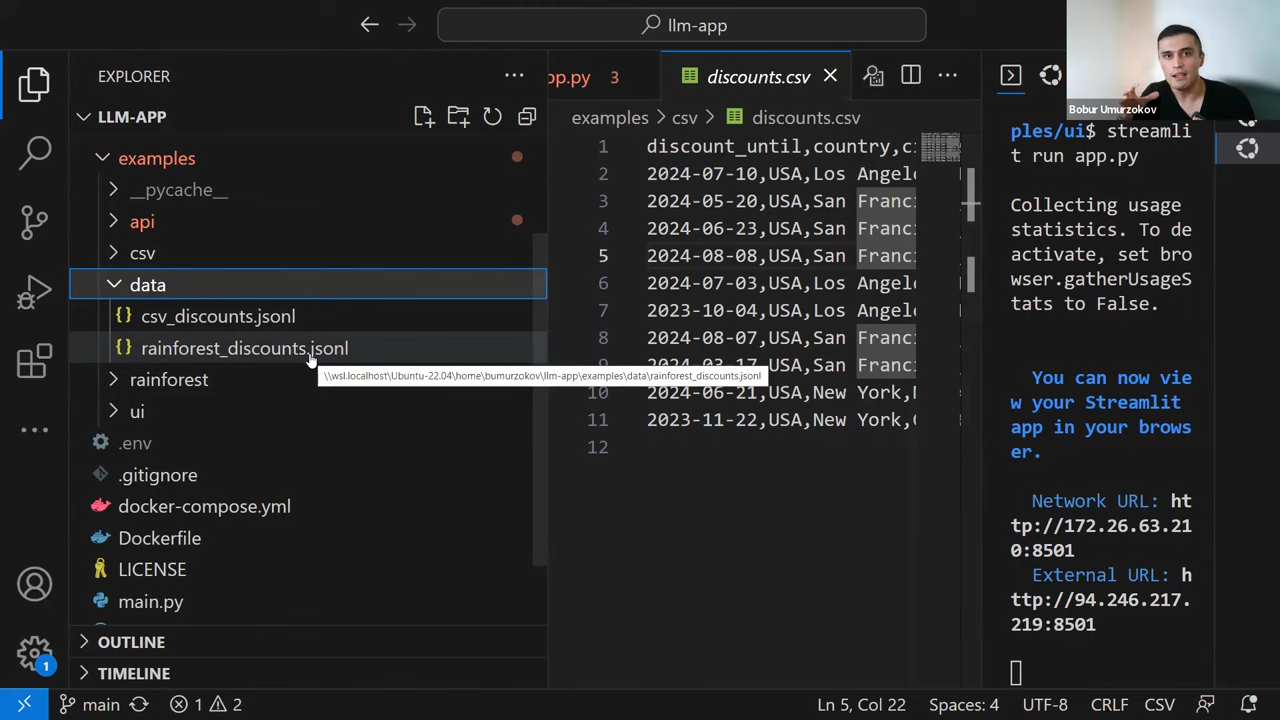 llm-app
Bobur Umurzokov
EXPLORER
LLM-APP
examples
__pycache__
api
csv
data
csv_discounts.jsonl
rainforest_discounts.jsonl
\\wsl.localhost\Ubuntu-22.04\home\bumurzokov\llm-app\examples\data\rainforest_discounts.jsonl
rainforest
ui
.env
.gitignore
docker-compose.yml
Dockerfile
LICENSE
main.py
OUTLINE
TIMELINE
pp.py 3
discounts.csv
examples > csv > discounts.csv
1 discount_until,country,c
2 2024-07-10,USA,Los Angel
3 2024-05-20,USA,San Franc
4 2024-06-23,USA,San Franc
5 2024-08-08,USA,San Franc
6 2024-07-03,USA,Los Angel
7 2023-10-04,USA,Los Angel
8 2024-08-07,USA,San Franc
9 2024-03-17,USA,San Franc
10 2024-06-21,USA,New York,
11 2023-11-22,USA,New York,
12
ples/ui$ streamli
t run app.py
Collecting usage
statistics. To de
activate, set bro
wser.gatherUsageS
tats to False.
You can now vie
w your Streamlit
app in your brows
er.
Network URL: ht
tp://172.26.63.21
0:8501
External URL: h
ttp://94.246.217.
219:8501
1
main
1 2
Ln 5, Col 22
Spaces: 4
UTF-8
CRLF
CSV